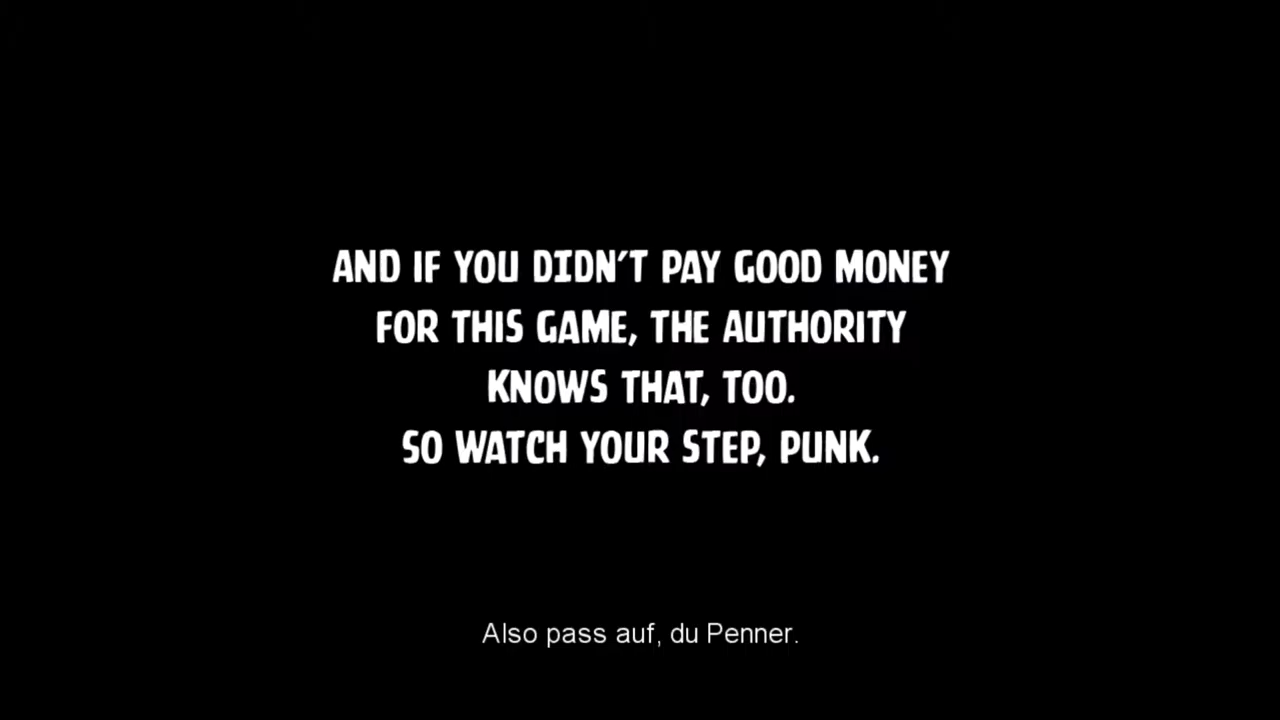 AND IF YOU DIDN'T PAY GOOD MONEY
FOR THIS GAME, THE AUTHORITY
KNOWS THAT, TOO.
SO WATCH YOUR STEP, PUNK.
Also pass auf, du Penner.